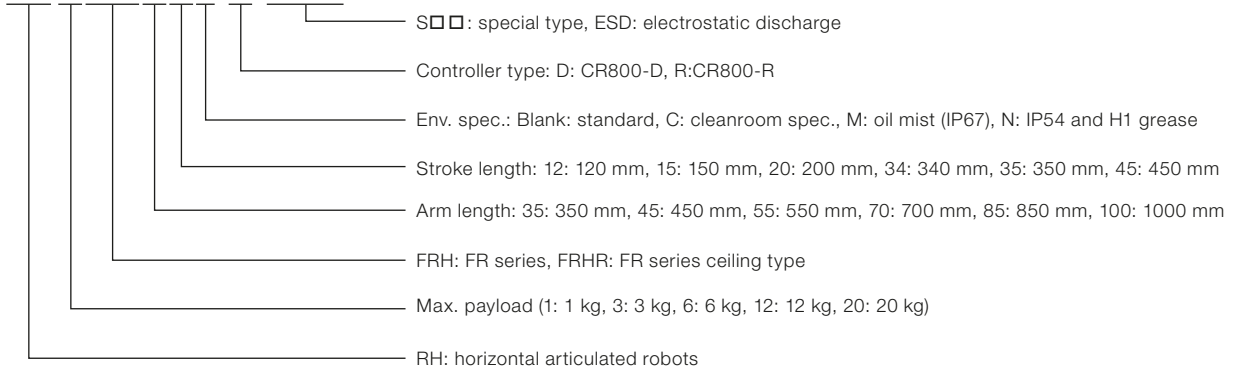 S□□: special type, ESD: electrostatic discharge
Controller type: D: CR800-D, R:CR800-R
Env. spec.: Blank: standard, C: cleanroom spec., M: oil mist (IP67), N: IP54 and H1 grease
Stroke length: 12: 120 mm, 15: 150 mm, 20: 200 mm, 34: 340 mm, 35: 350 mm, 45: 450 mm
Arm length: 35: 350 mm, 45: 450 mm, 55: 550 mm, 70: 700 mm, 85: 850 mm, 100: 1000 mm
FRH: FR series, FRHR: FR series ceiling type
Max. payload (1: 1 kg, 3: 3 kg, 6: 6 kg, 12: 12 kg, 20: 20 kg)
RH: horizontal articulated robots